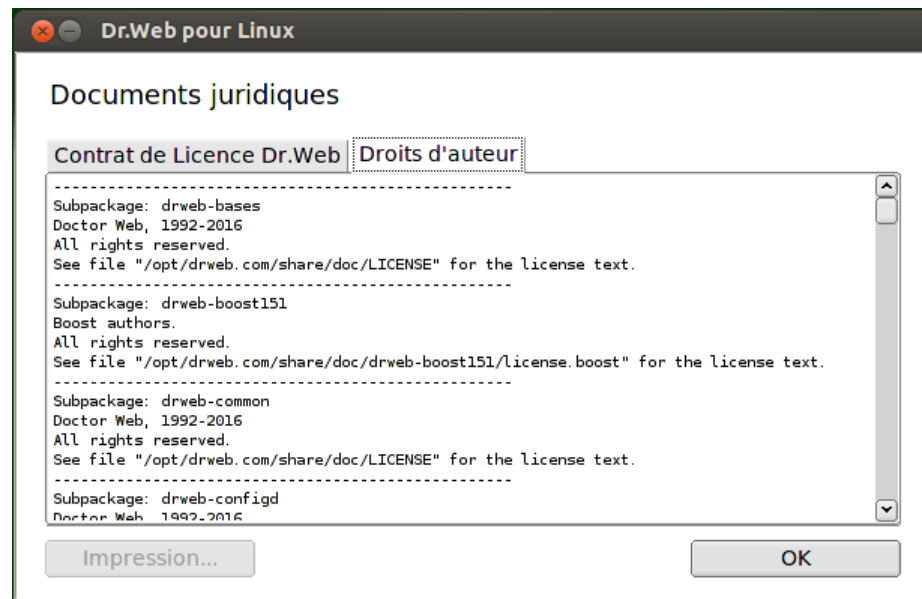 Dr.Web pour Linux
Documents juridiques
Contrat de Licence Dr.Web
Droits d'auteur
---------------------------------------------------
Subpackage: drweb-bases
Doctor Web, 1992-2016
All rights reserved.
See file "/opt/drweb.com/share/doc/LICENSE" for the license text.
---------------------------------------------------
Subpackage: drweb-boost151
Boost authors.
All rights reserved.
See file "/opt/drweb.com/share/doc/drweb-boost151/license.boost" for the license text.
---------------------------------------------------
Subpackage: drweb-common
Doctor Web, 1992-2016
All rights reserved.
See file "/opt/drweb.com/share/doc/LICENSE" for the license text.
---------------------------------------------------
Subpackage: drweb-configd
Doctor Web, 1992-2016
Impression...
OK